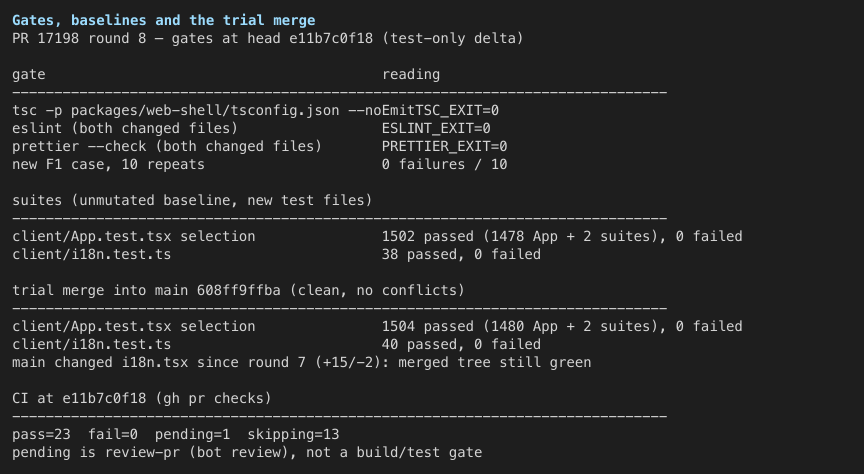 Gates, baselines and the trial merge
PR 17198 round 8 — gates at head e11b7c0f18 (test-only delta)
gate reading
tsc -p packages/web-shell/tsconfig.json --noEmitTSC_EXIT=0
eslint (both changed files) ESLINT_EXIT=0
prettier --check (both changed files) PRETTIER_EXIT=0
new F1 case, 10 repeats 0 failures / 10
suites (unmutated baseline, new test files)
client/App.test.tsx selection 1502 passed (1478 App + 2 suites), 0 failed
client/i18n.test.ts 38 passed, 0 failed
trial merge into main 608ff9ffba (clean, no conflicts)
client/App.test.tsx selection 1504 passed (1480 App + 2 suites), 0 failed
client/i18n.test.ts 40 passed, 0 failed
main changed i18n.tsx since round 7 (+15/−2): merged tree still green
CI at e11b7c0f18 (gh pr checks)
pass=23 fail=0 pending=1 skipping=13
pending is review-pr (bot review), not a build/test gate